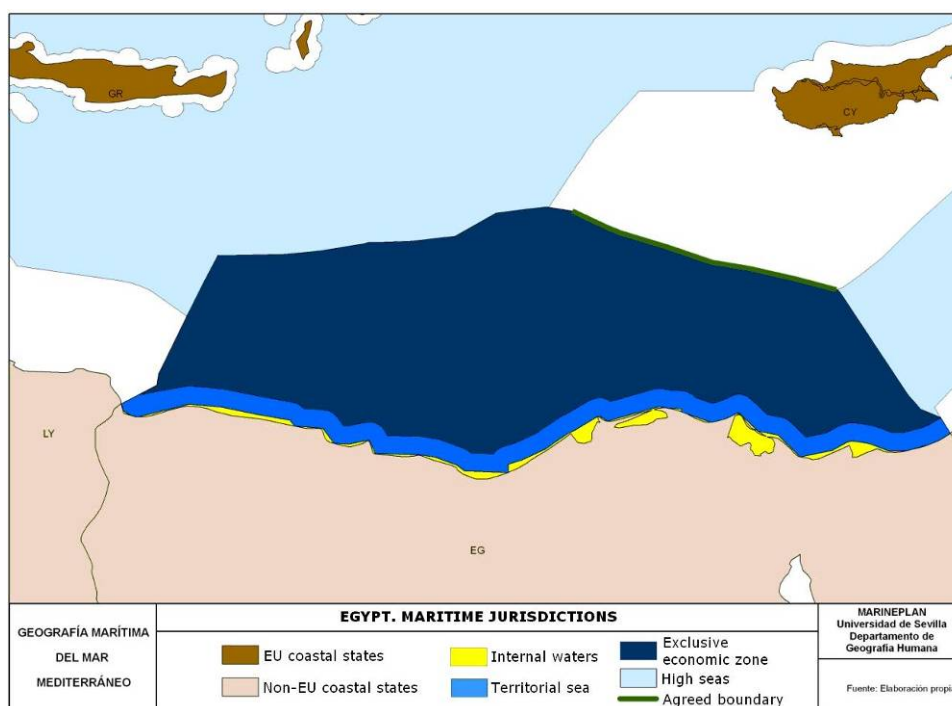 GR
CY
LY
EG
GEOGRAFÍA MARÍTIMA
DEL MAR
MEDITERRÁNEO
EGYPT. MARITIME JURISDICTIONS
EU coastal states
Non-EU coastal states
Internal waters
Territorial sea
Exclusive
economic zone
High seas
Agreed boundary
MARINEPLAN
Universidad de Sevilla
Departamento de
Geografía Humana
Fuente: Elaboración propia